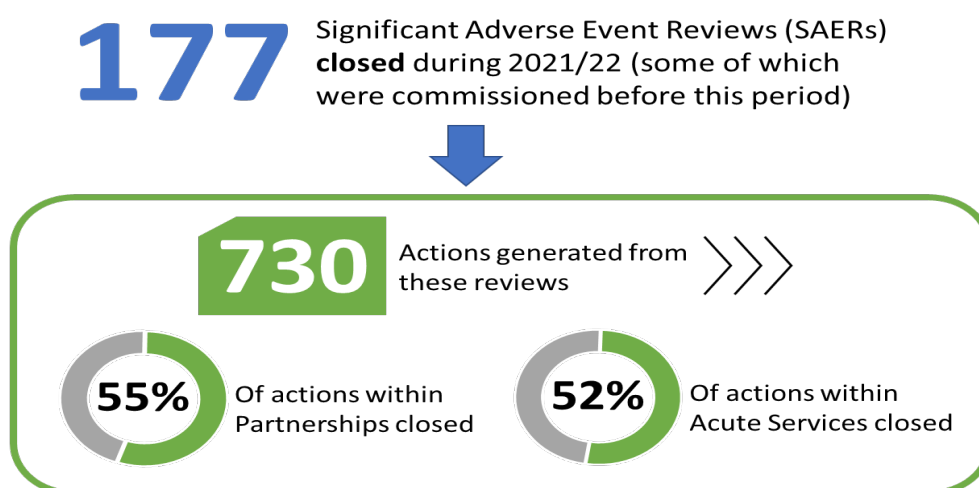 177
Significant Adverse Event Reviews (SAERs)
closed during 2021/22 (some of which
were commissioned before this period)
730
Actions generated from
these reviews
55%
Of actions within
Partnerships closed
52%
Of actions within
Acute Services closed